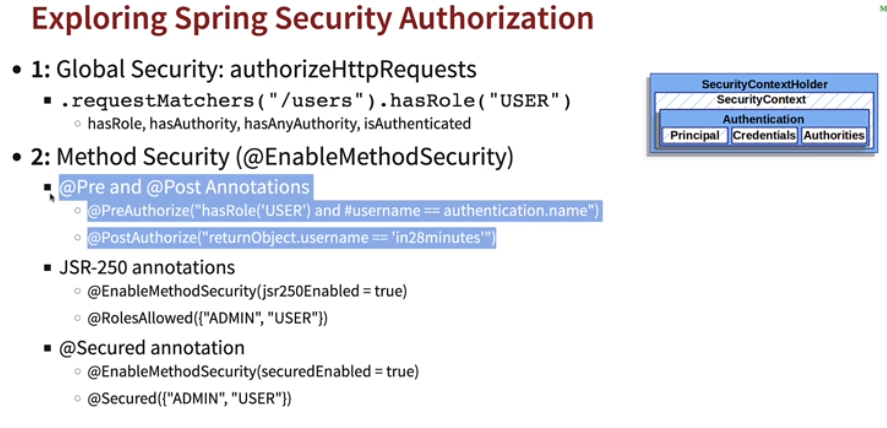 Exploring Spring Security Authorization
M
1: Global Security: authorizeHttpRequests
.requestMatchers("/users").hasRole("USER")
hasRole, hasAuthority, hasAnyAuthority, isAuthenticated
2: Method Security (@EnableMethodSecurity)
@Pre and @Post Annotations
@PreAuthorize("hasRole('USER') and #username == authentication.name")
@PostAuthorize("returnObject.username == 'in28minutes'")
JSR-250 annotations
@EnableMethodSecurity(jsr250Enabled = true)
@RolesAllowed({"ADMIN", "USER"})
@Secured annotation
@EnableMethodSecurity(securedEnabled = true)
@Secured({"ADMIN", "USER"})
SecurityContextHolder
SecurityContext
Authentication
Principal Credentials Authorities